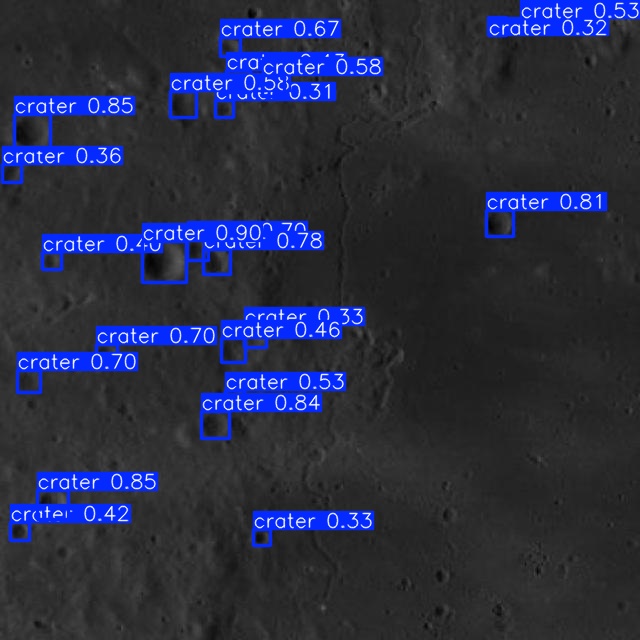 crater 0.53
crater 0.67
crater 0.32
crater 0.58
crater 0.58
crater 0.31
crater 0.85
crater 0.36
crater 0.81
crater 0.90
crater 0.78
crater 0.33
crater 0.46
crater 0.70
crater 0.70
crater 0.53
crater 0.84
crater 0.85
crater 0.42
crater 0.33